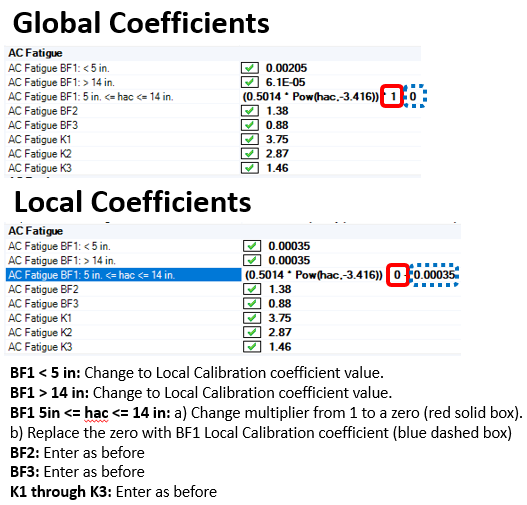 Global Coefficients
AC Fatigue
AC Fatigue BF1: < 5 in. 0.00205
AC Fatigue BF1: > 14 in. 6.1E-05
AC Fatigue BF1: 5 in. <= hac <= 14 in. (0.5014 * Pow(hac,-3.416)) * 1 + 0
AC Fatigue BF2 1.38
AC Fatigue BF3 0.88
AC Fatigue K1 3.75
AC Fatigue K2 2.87
AC Fatigue K3 1.46
Local Coefficients
AC Fatigue
AC Fatigue BF1: < 5 in. 0.00035
AC Fatigue BF1: > 14 in. 0.00035
AC Fatigue BF1: 5 in. <= hac <= 14 in. (0.5014 * Pow(hac,-3.416)) * 0 + 0.00035
AC Fatigue BF2 1.38
AC Fatigue BF3 0.88
AC Fatigue K1 3.75
AC Fatigue K2 2.87
AC Fatigue K3 1.46
BF1 < 5 in: Change to Local Calibration coefficient value.
BF1 > 14 in: Change to Local Calibration coefficient value.
BF1 5in <= hac <= 14 in: a) Change multiplier from 1 to a zero (red solid box).
b) Replace the zero with BF1 Local Calibration coefficient (blue dashed box)
BF2: Enter as before
BF3: Enter as before
K1 through K3: Enter as before